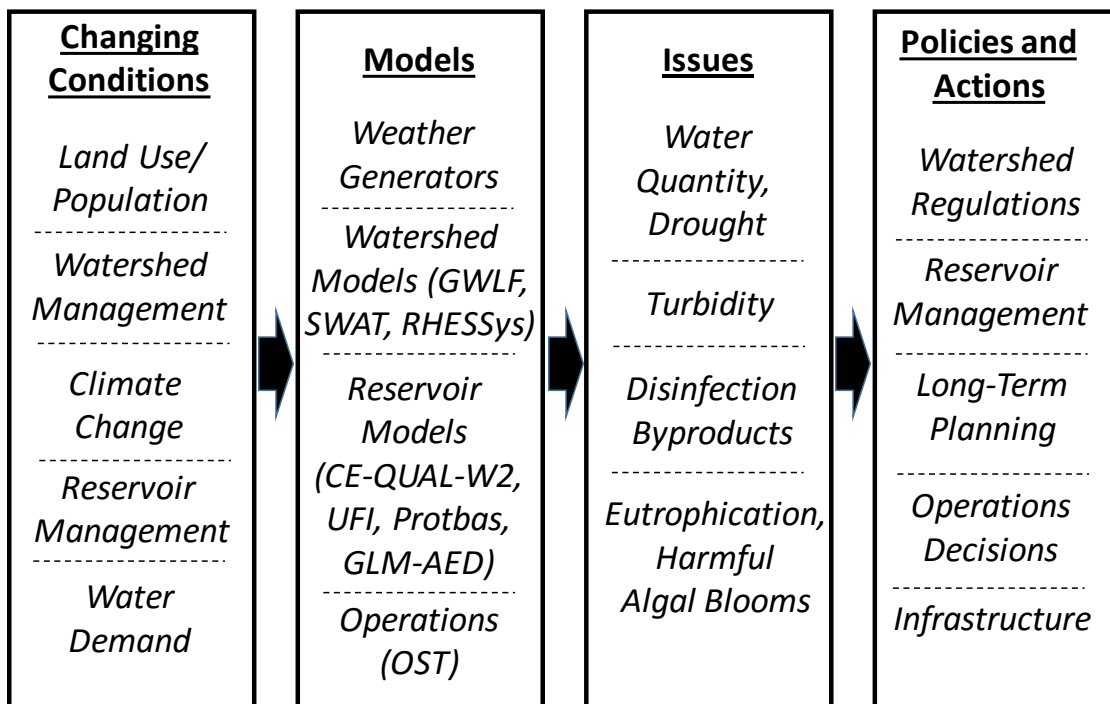 Changing
Conditions
Land Use/
Population
Watershed
Management
Climate
Change
Reservoir
Management
Water
Demand
Models
Weather
Generators
Watershed
Models (GWLF,
SWAT, RHESSys)
Reservoir
Models
(CE-QUAL-W2,
UFI, Protbas,
GLM-AED)
Operations
(OST)
Issues
Water
Quantity,
Drought
Turbidity
Disinfection
Byproducts
Eutrophication,
Harmful
Algal Blooms
Policies and
Actions
Watershed
Regulations
Reservoir
Management
Long-Term
Planning
Operations
Decisions
Infrastructure